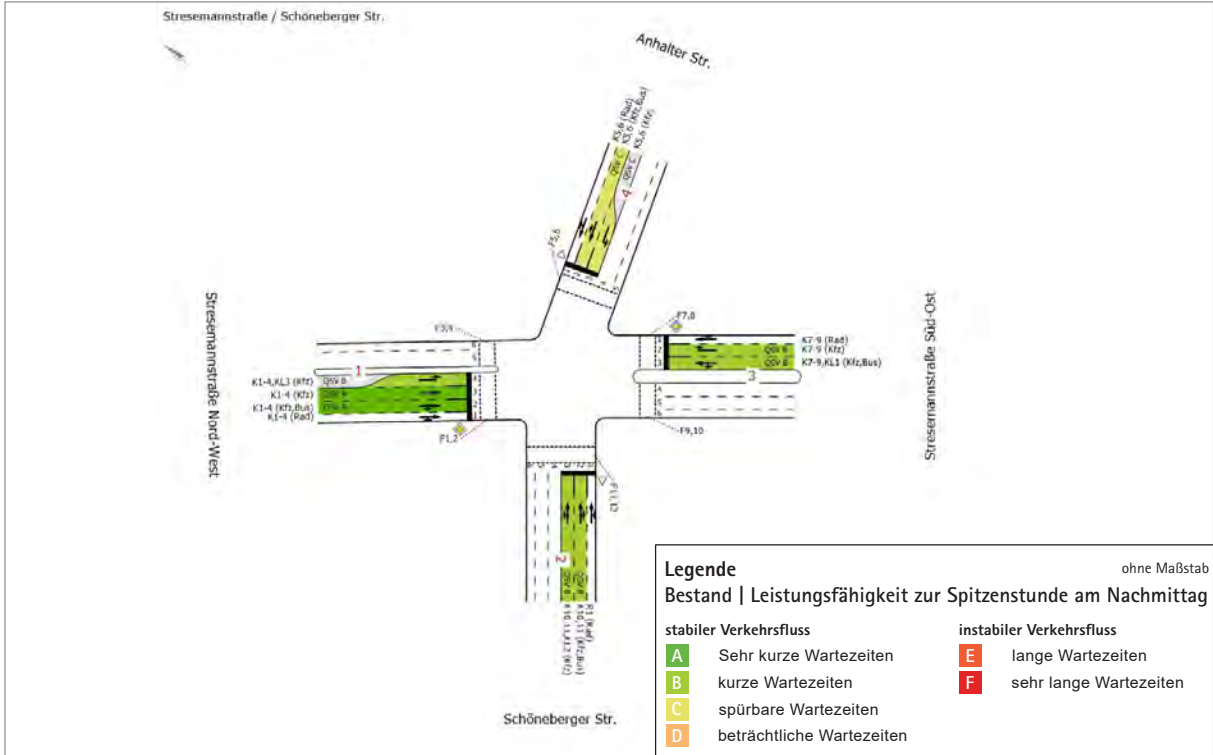 Stresemannstraße / Schöneberger Str.
Anhalter Str.
K5,6 (Rad)
K5,6 (Kfz,Bus)
K5,6 (Kfz)
QSV C
QSV C
4
F5,6
Stresemannstraße Nord-West
F3,4
1
K1-4,KL3 (Kfz)
QSV B
K1-4 (Kfz)
K1-4 (Kfz,Bus)
K1-4 (Rad)
F1,2
F7,8
K7-9 (Rad)
K7-9 (Kfz)
QSV B
K7-9,KL1 (Kfz,Bus)
QSV B
3
F9,10
Stresemannstraße Süd-Ost
F11,12
2
QSV B
QSV B
R1 (Rad)
K10,11 (Kfz,Bus)
K10,11,KL2 (Kfz)
Schöneberger Str.
Legende
ohne Maßstab
Bestand | Leistungsfähigkeit zur Spitzenstunde am Nachmittag
stabiler Verkehrsfluss
A Sehr kurze Wartezeiten
B kurze Wartezeiten
C spürbare Wartezeiten
D beträchtliche Wartezeiten
instabiler Verkehrsfluss
E lange Wartezeiten
F sehr lange Wartezeiten